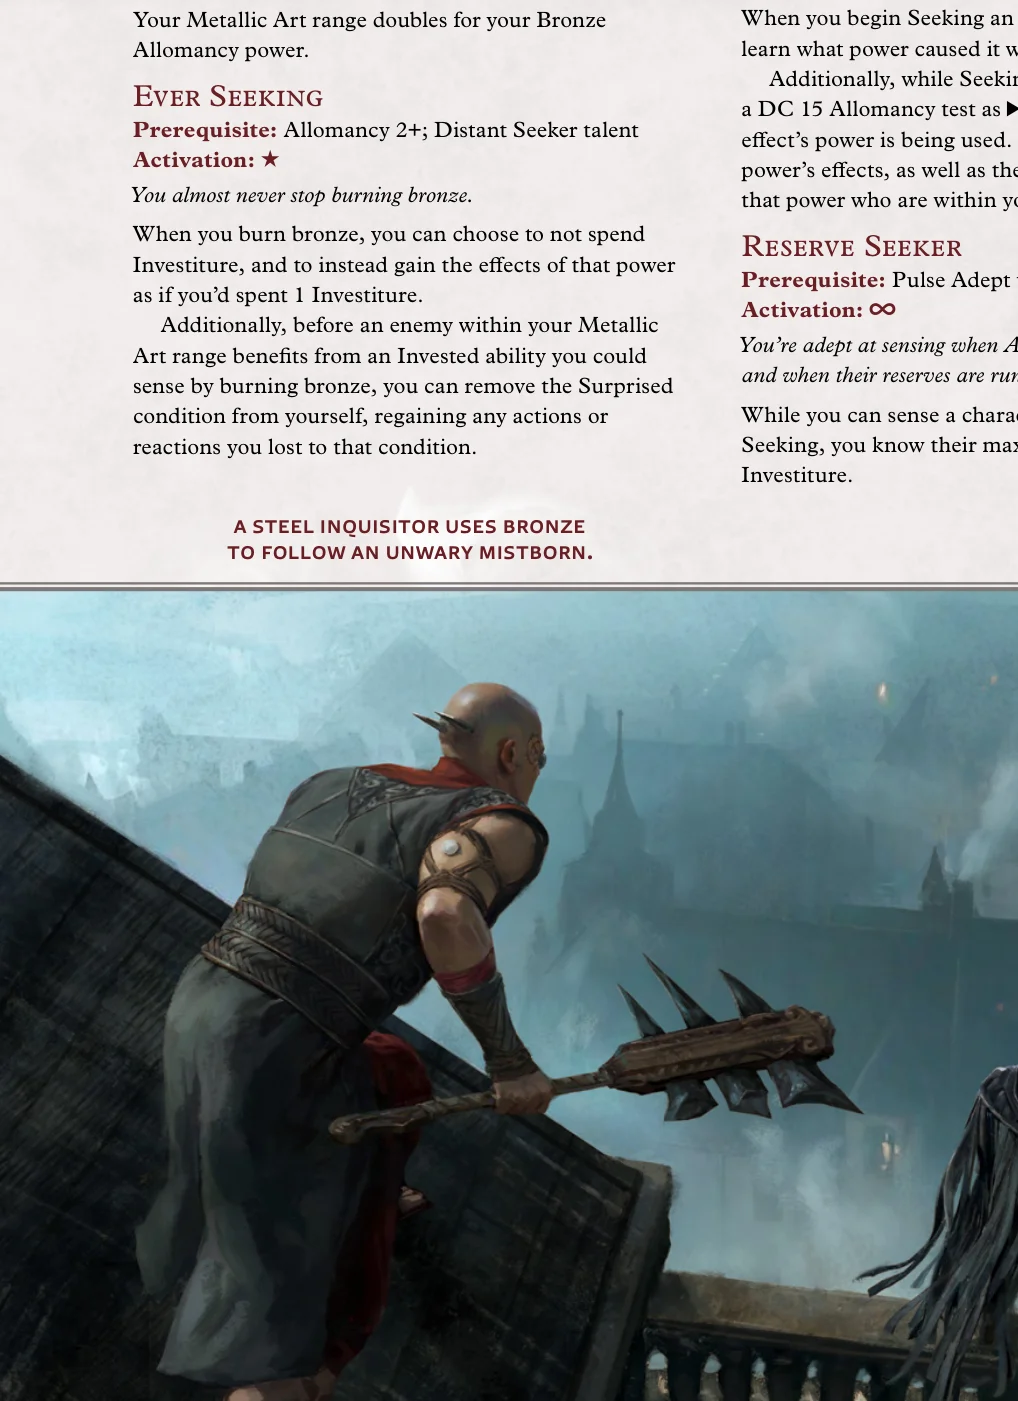 Your Metallic Art range doubles for your Bronze
Allomancy power.
EVER SEEKING
Prerequisite: Allomancy 2+; Distant Seeker talent
Activation: ★
You almost never stop burning bronze.
When you burn bronze, you can choose to not spend
Investiture, and to instead gain the effects of that power
as if you’d spent 1 Investiture.
Additionally, before an enemy within your Metallic
Art range benefits from an Invested ability you could
sense by burning bronze, you can remove the Surprised
condition from yourself, regaining any actions or
reactions you lost to that condition.
A STEEL INQUISITOR USES BRONZE
TO FOLLOW AN UNWARY MISTBORN.
When you begin Seeking an
learn what power caused it
Additionally, while
a DC 15 Allomancy test as ▶
effect’s power is being used.
power’s effects, as well as
that power who are within
RESERVE SEEKER
Prerequisite: Pulse Adept
Activation: ∞
You’re adept at sensing when
and when their reserves are
While you can sense a
Seeking, you know their
Investiture.